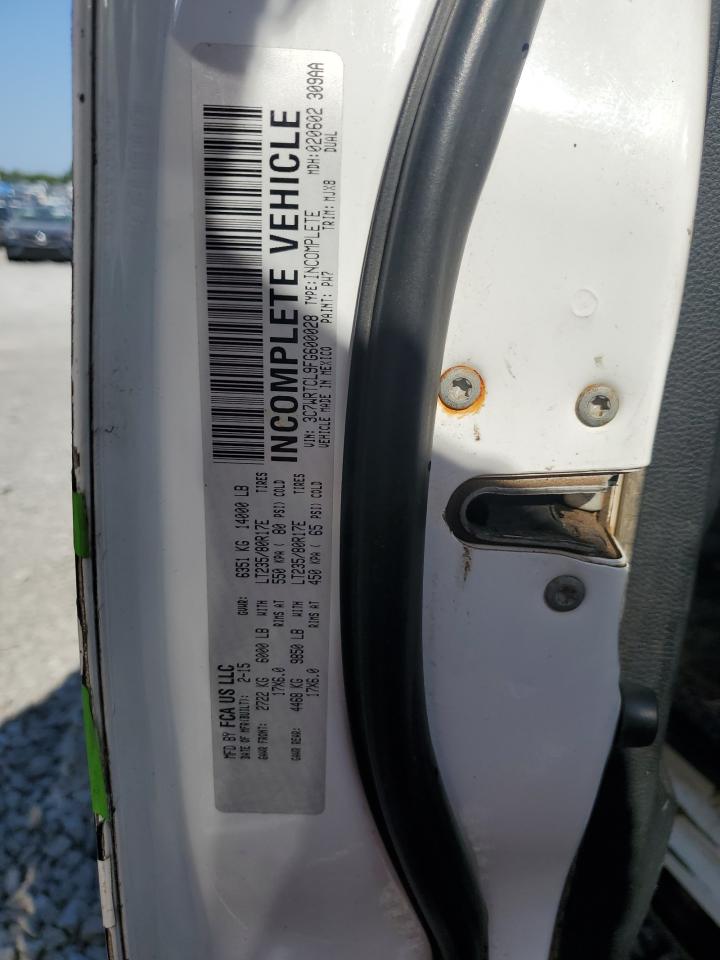 MFD BY FCA US LLC
DATE OF MFR(BUILT): 2-15 GVWR: 6351 KG 14000 LB
GAWR FRONT: 2722 KG 6000 LB WITH LT235/80R17E TIRES
17X6.0 RIMS AT 550 KPA ( 80 PSI) COLD
GAWR REAR: 4468 KG 9850 LB WITH LT235/80R17E TIRES
17X6.0 RIMS AT 450 KPA ( 65 PSI) COLD
INCOMPLETE VEHICLE
VIN: 3C7WRTCL9FG600028 TYPE: INCOMPLETE MDH: 020602 309AA
VEHICLE MADE IN MEXICO PAINT: PW7 TRIM: MJX8 DUAL